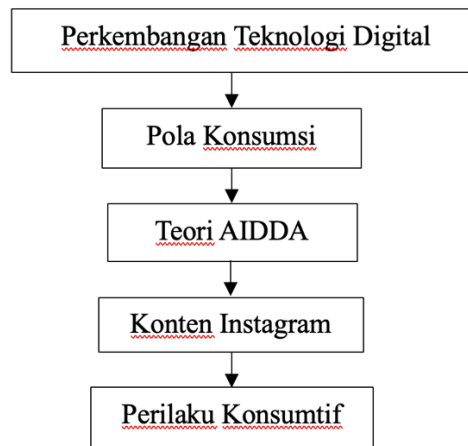 Perkembangan Teknologi Digital
Pola Konsumsi
Teori AIDDA
Konten Instagram
Perilaku Konsumtif